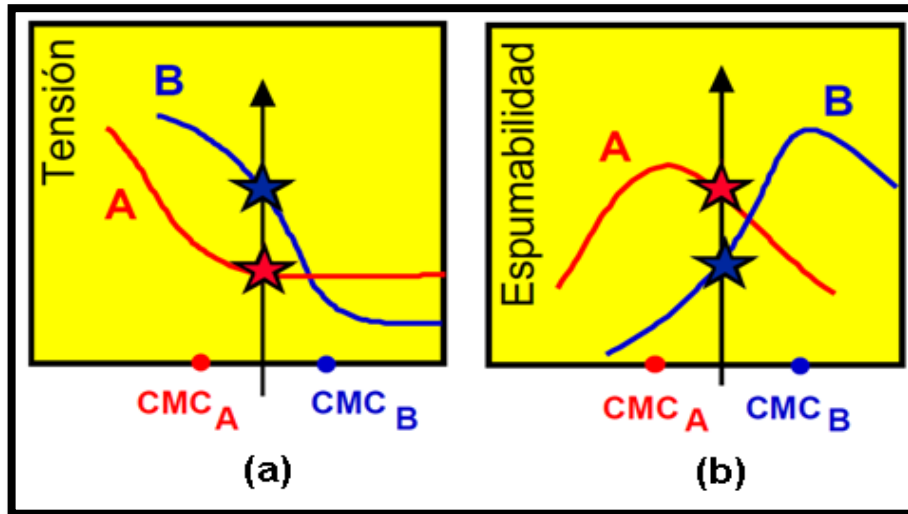 Tensión
B
A
CMC A
CMC B
(a)
Espumabilidad
A
B
CMC A
CMC B
(b)